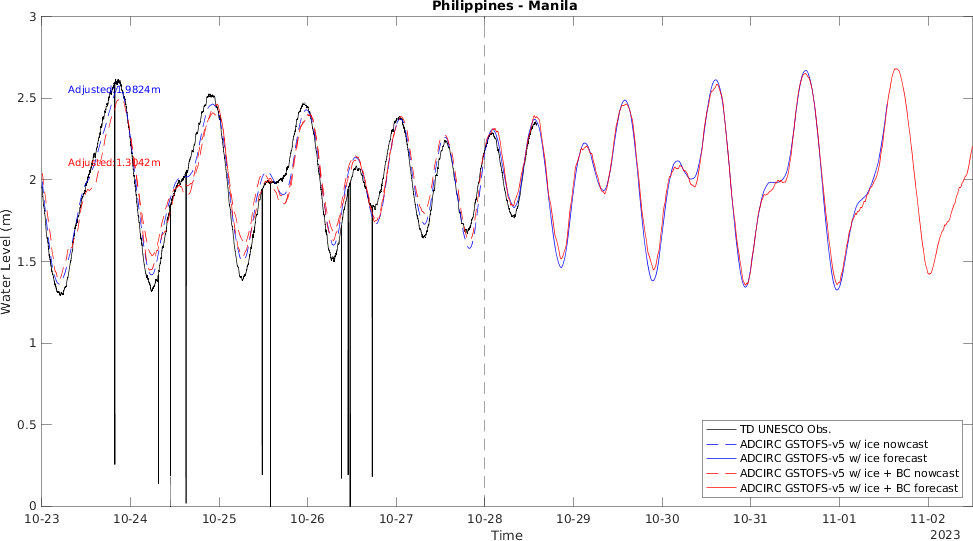 Philippines - Manila
3
2.5
2
1.5
1
0.5
0
Water Level (m)
Adjusted:1.9824m
Adjusted:1.3042m
TD UNESCO Obs.
ADCIRC GSTOFS-v5 w/ ice nowcast
ADCIRC GSTOFS-v5 w/ ice forecast
ADCIRC GSTOFS-v5 w/ ice + BC nowcast
ADCIRC GSTOFS-v5 w/ ice + BC forecast
10-23 10-24 10-25 10-26 10-27 10-28 10-29 10-30 10-31 11-01 11-02
Time
2023